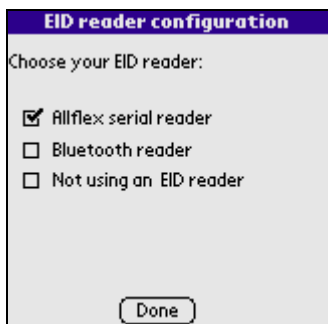 EID reader configuration
Choose your EID reader:
Allflex serial reader
Bluetooth reader
Not using an EID reader
Done